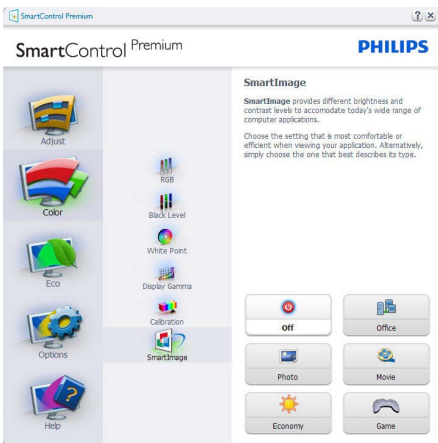 SmartControl Premium
SmartControl Premium
PHILIPS
Adjust
Color
Eco
Options
Help
RGB
Black Level
White Point
Display Gamma
Calibration
SmartImage
SmartImage
SmartImage provides different brightness and
contrast levels to accomodate today's wide range of
computer applications.
Choose the setting that is most comfortable or
efficient when viewing your application. Alternatively,
simply choose the one that best describes its type.
Off
Office
Photo
Movie
Economy
Game